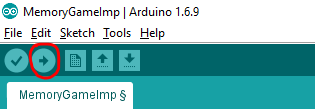 MemoryGameImp | Arduino 1.6.9
File Edit Sketch Tools Help
MemoryGameImp §